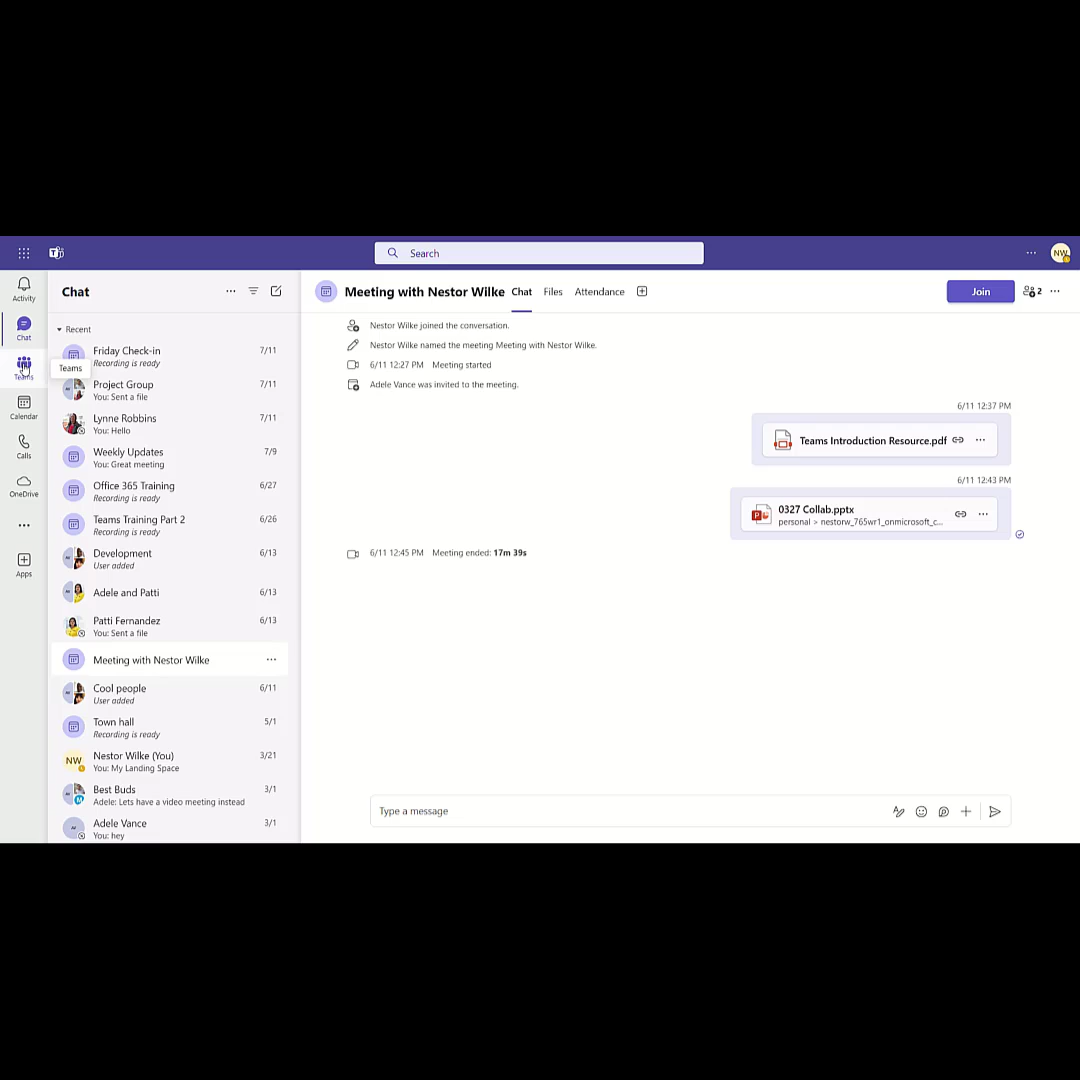 Search
NW
Activity
Chat
Teams
Calendar
Calls
OneDrive
Apps
Teams
Chat
Recent
Friday Check-in 7/11
Recording is ready
Project Group 7/11
You: Sent a file
Lynne Robbins 7/11
You: Hello
Weekly Updates 7/9
You: Great meeting
Office 365 Training 6/27
Recording is ready
Teams Training Part 2 6/26
Recording is ready
Development 6/13
User added
Adele and Patti 6/13
Patti Fernandez 6/13
You: Sent a file
Meeting with Nestor Wilke
Cool people 6/11
User added
Town hall 5/1
Recording is ready
NW
Nestor Wilke (You) 3/21
You: My Landing Space
Best Buds 3/1
Adele: Lets have a video meeting instead
Adele Vance 3/1
You: hey
Meeting with Nestor Wilke Chat Files Attendance Join 2
Nestor Wilke joined the conversation.
Nestor Wilke named the meeting Meeting with Nestor Wilke.
6/11 12:27 PM Meeting started
Adele Vance was invited to the meeting.
6/11 12:37 PM
Teams Introduction Resource.pdf
6/11 12:43 PM
0327 Collab.pptx
personal > nestorw_765wr1_onmicrosoft_c...
6/11 12:45 PM Meeting ended: 17m 39s
Type a message